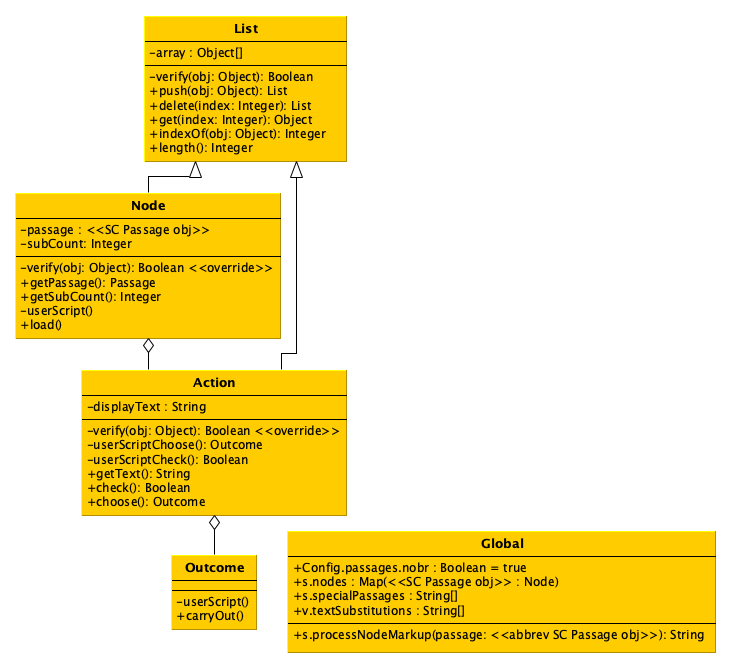 List
-array : Object[]
-verify(obj: Object): Boolean
+push(obj: Object): List
+delete(index: Integer): List
+get(index: Integer): Object
+indexOf(obj: Object): Integer
+length(): Integer
Node
-passage : <<SC Passage obj>>
-subCount: Integer
-verify(obj: Object): Boolean <<override>>
+getPassage(): Passage
+getSubCount(): Integer
-userScript()
+load()
Action
-displayText : String
-verify(obj: Object): Boolean <<override>>
-userScriptChoose(): Outcome
-userScriptCheck(): Boolean
+getText(): String
+check(): Boolean
+choose(): Outcome
Outcome
-userScript()
+carryOut()
Global
+Config.passages.nobr : Boolean = true
+s.nodes : Map(<<SC Passage obj>> : Node)
+s.specialPassages : String[]
+v.textSubstitutions : String[]
+s.processNodeMarkup(passage: <<abbrev SC Passage obj>>): String